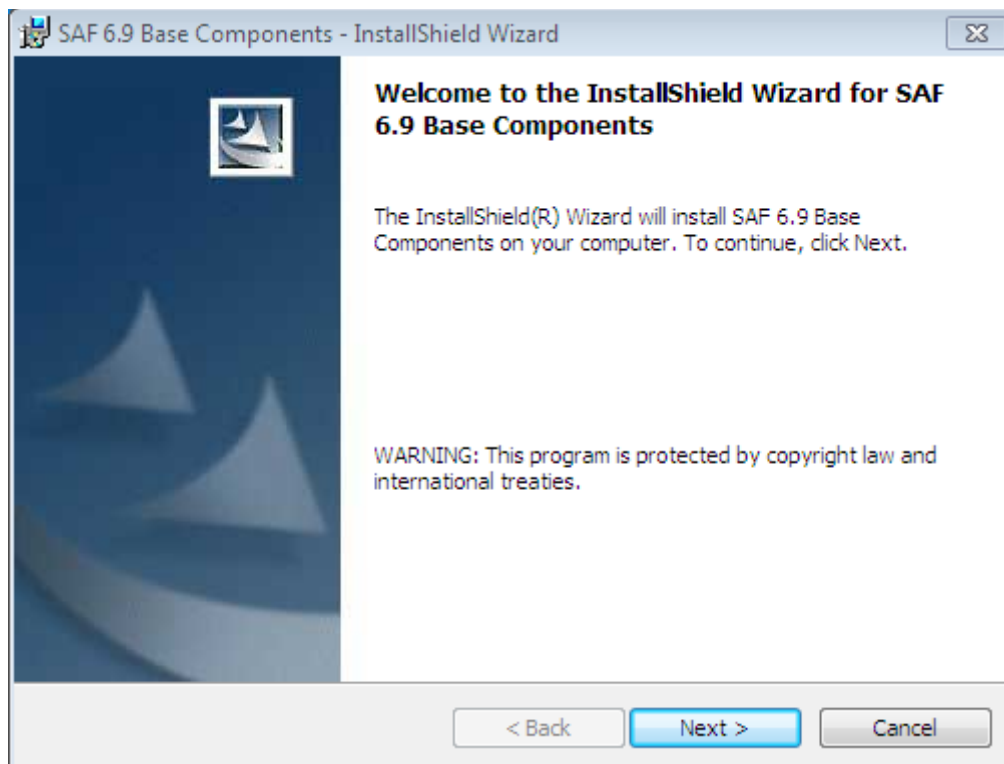 SAF 6.9 Base Components - InstallShield Wizard
Welcome to the InstallShield Wizard for SAF
6.9 Base Components
The InstallShield(R) Wizard will install SAF 6.9 Base
Components on your computer. To continue, click Next.
WARNING: This program is protected by copyright law and
international treaties.
< Back
Next >
Cancel